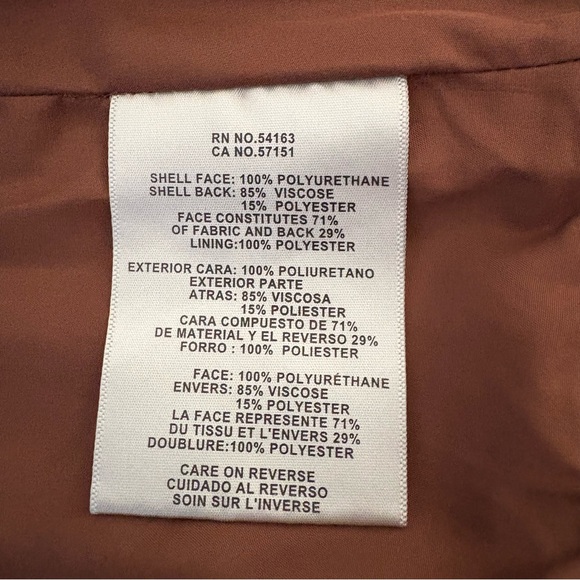 RN NO.54163
CA NO.57151
SHELL FACE: 100% POLYURETHANE
SHELL BACK: 85% VISCOSE
15% POLYESTER
FACE CONSTITUTES 71%
OF FABRIC AND BACK 29%
LINING:100% POLYESTER
EXTERIOR CARA: 100% POLIURETANO
EXTERIOR PARTE
ATRAS: 85% VISCOSA
15% POLIESTER
CARA COMPUESTO DE 71%
DE MATERIAL Y EL REVERSO 29%
FORRO : 100% POLIESTER
FACE: 100% POLYURÉTHANE
ENVERS: 85% VISCOSE
15% POLYESTER
LA FACE REPRESENTE 71%
DU TISSU ET L'ENVERS 29%
DOUBLURE:100% POLYESTER
CARE ON REVERSE
CUIDADO AL REVERSO
SOIN SUR L'INVERSE